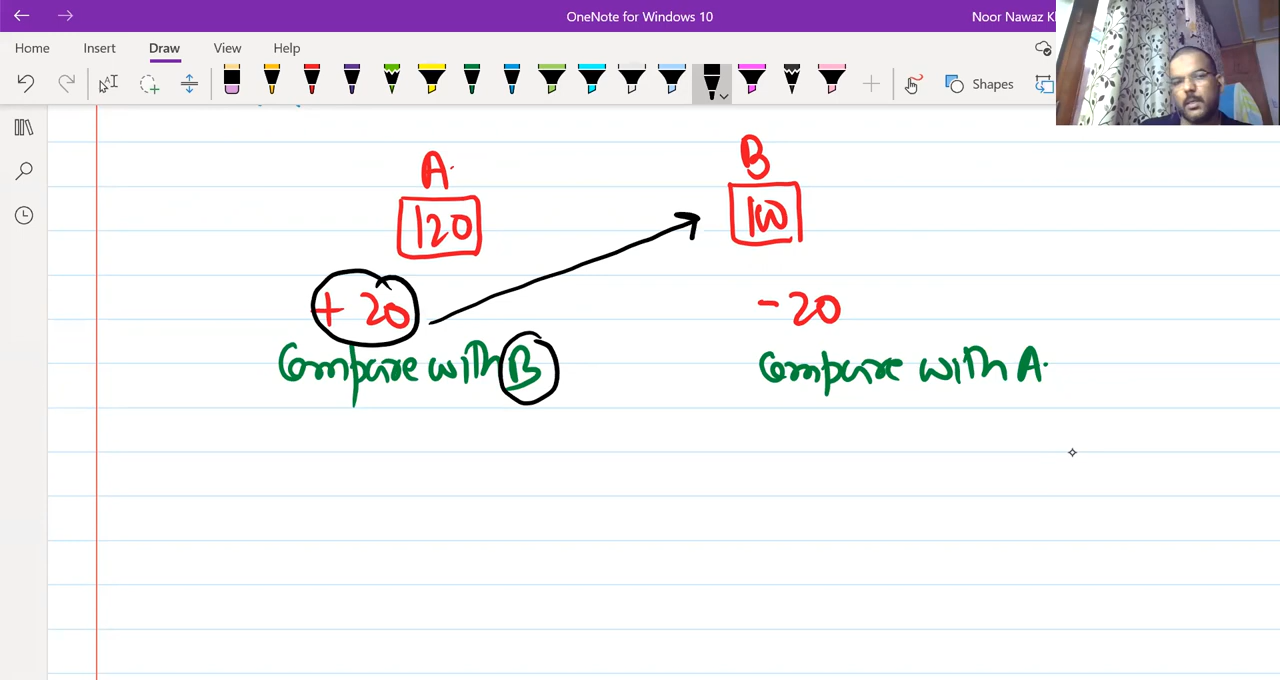 OneNote for Windows 10
Noor Nawaz Kh
Home Insert Draw View Help
Shapes
A. B
120 100
+ 20 - 20
Compare with B Compare with A.